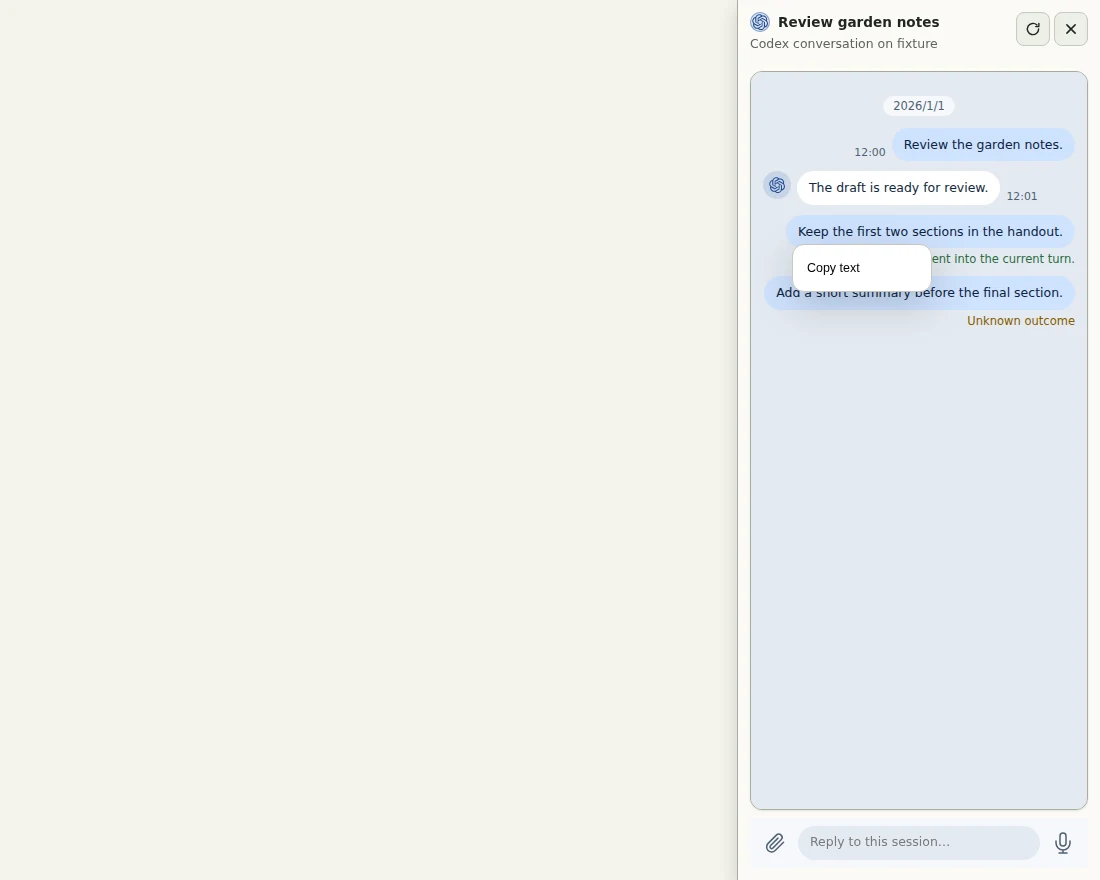 Review garden notes
Codex conversation on fixture
2026/1/1
12:00 Review the garden notes.
The draft is ready for review. 12:01
Keep the first two sections in the handout.
into the current turn.
Copy text
Add a short summary before the final section.
Unknown outcome
Reply to this session...